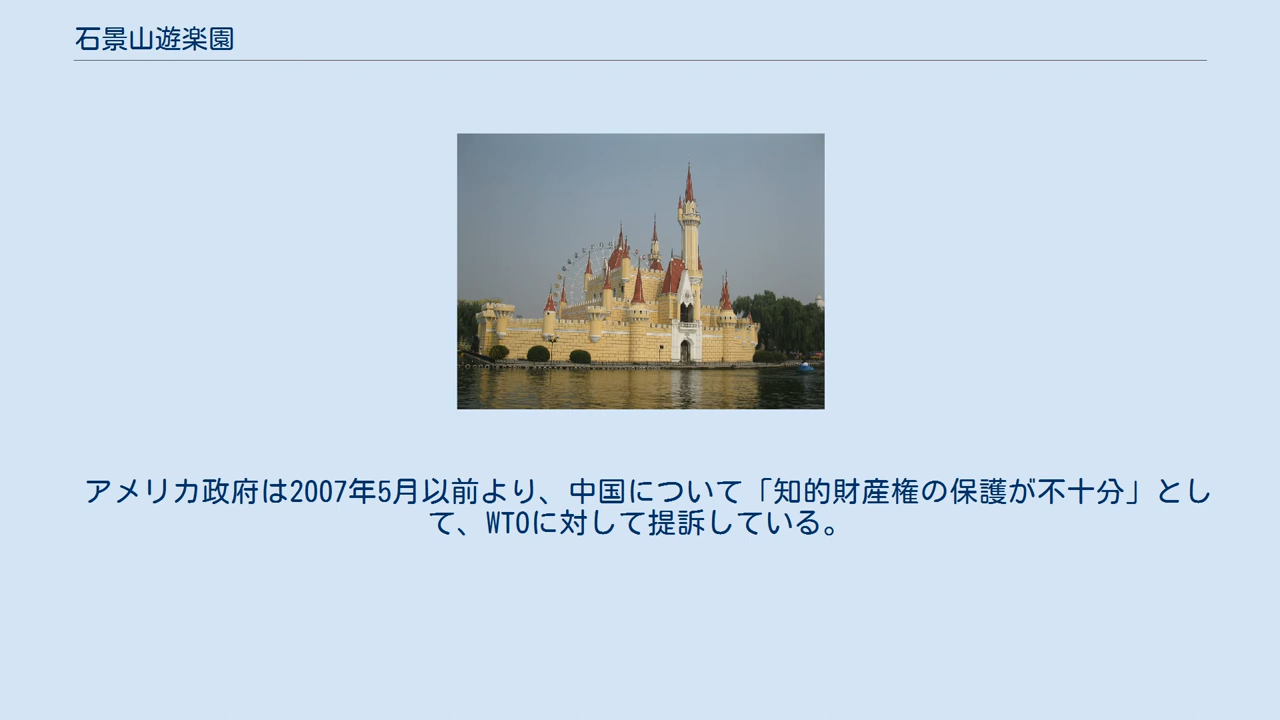 石景山遊楽園
アメリカ政府は2007年5月以前より、中国について「知的財産権の保護が不十分」とし
て、WTOに対して提訴している。